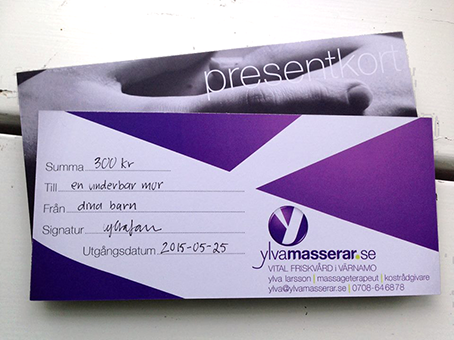 presentkort
Summa 300 kr
Till en underbar mor
Från dina barn
Signatur
Utgångsdatum 2015-05-25
y
ylvamasserar.se
VITAL FRISKVÅRD i VÄRNAMO
ylva larsson | massageterapeut | kostrådgivare
ylva@ylvamasserar.se | 0708-646878